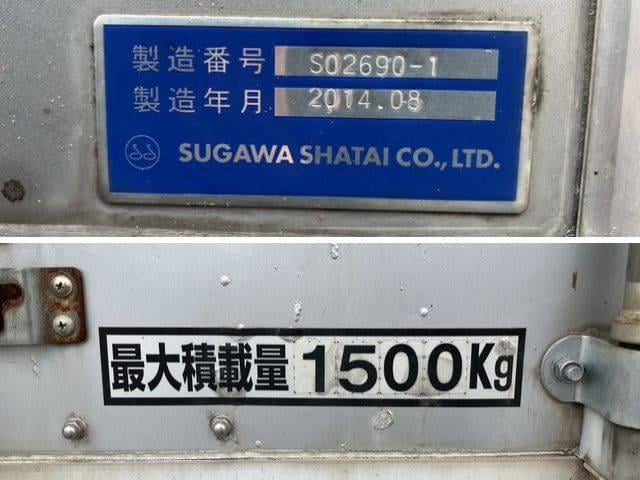 製造番号 S02690-1
製造年月 2014.08
SUGAWA SHATAI CO., LTD.
最大積載量 1500Kg